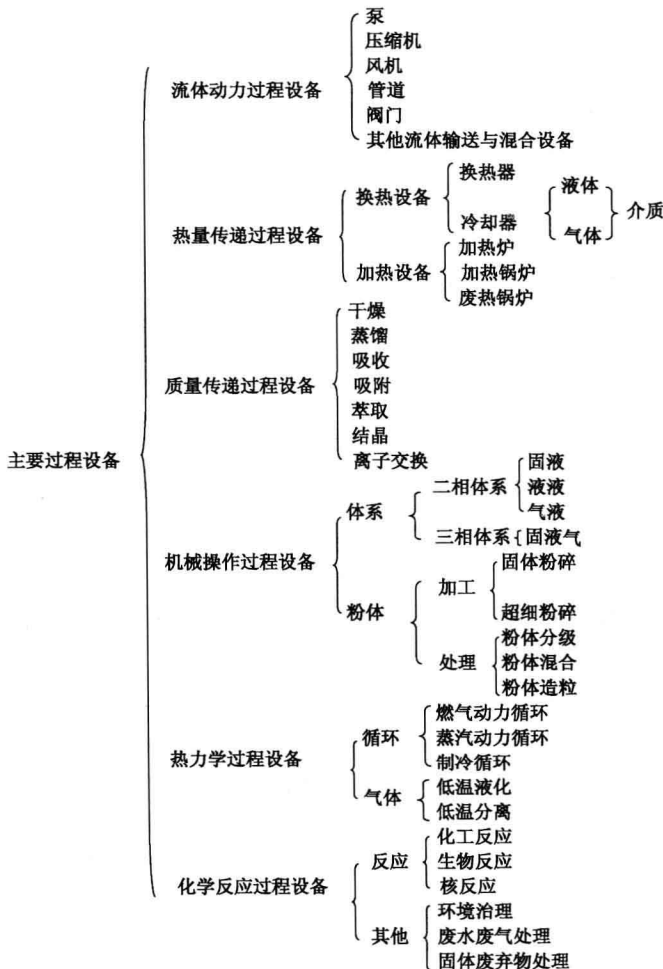 泵
压缩机
风机
流体动力过程设备
管道
阀门
其他流体输送与混合设备
换热器
换热设备
液体
冷却器
介质
气体
热量传递过程设备
加热炉
加热设备
加热锅炉
废热锅炉
干燥
蒸馏
吸收
质量传递过程设备
吸附
萃取
结晶
离子交换
主要过程设备
固液
二相体系
液液
气液
体系
三相体系
固液气
机械操作过程设备
固体粉碎
加工
超细粉碎
粉体
粉体分级
处理
粉体混合
粉体造粒
燃气动力循环
循环
蒸汽动力循环
制冷循环
热力学过程设备
气体
低温液化
低温分离
化工反应
反应
生物反应
核反应
化学反应过程设备
环境治理
其他
废水废气处理
固体废弃物处理